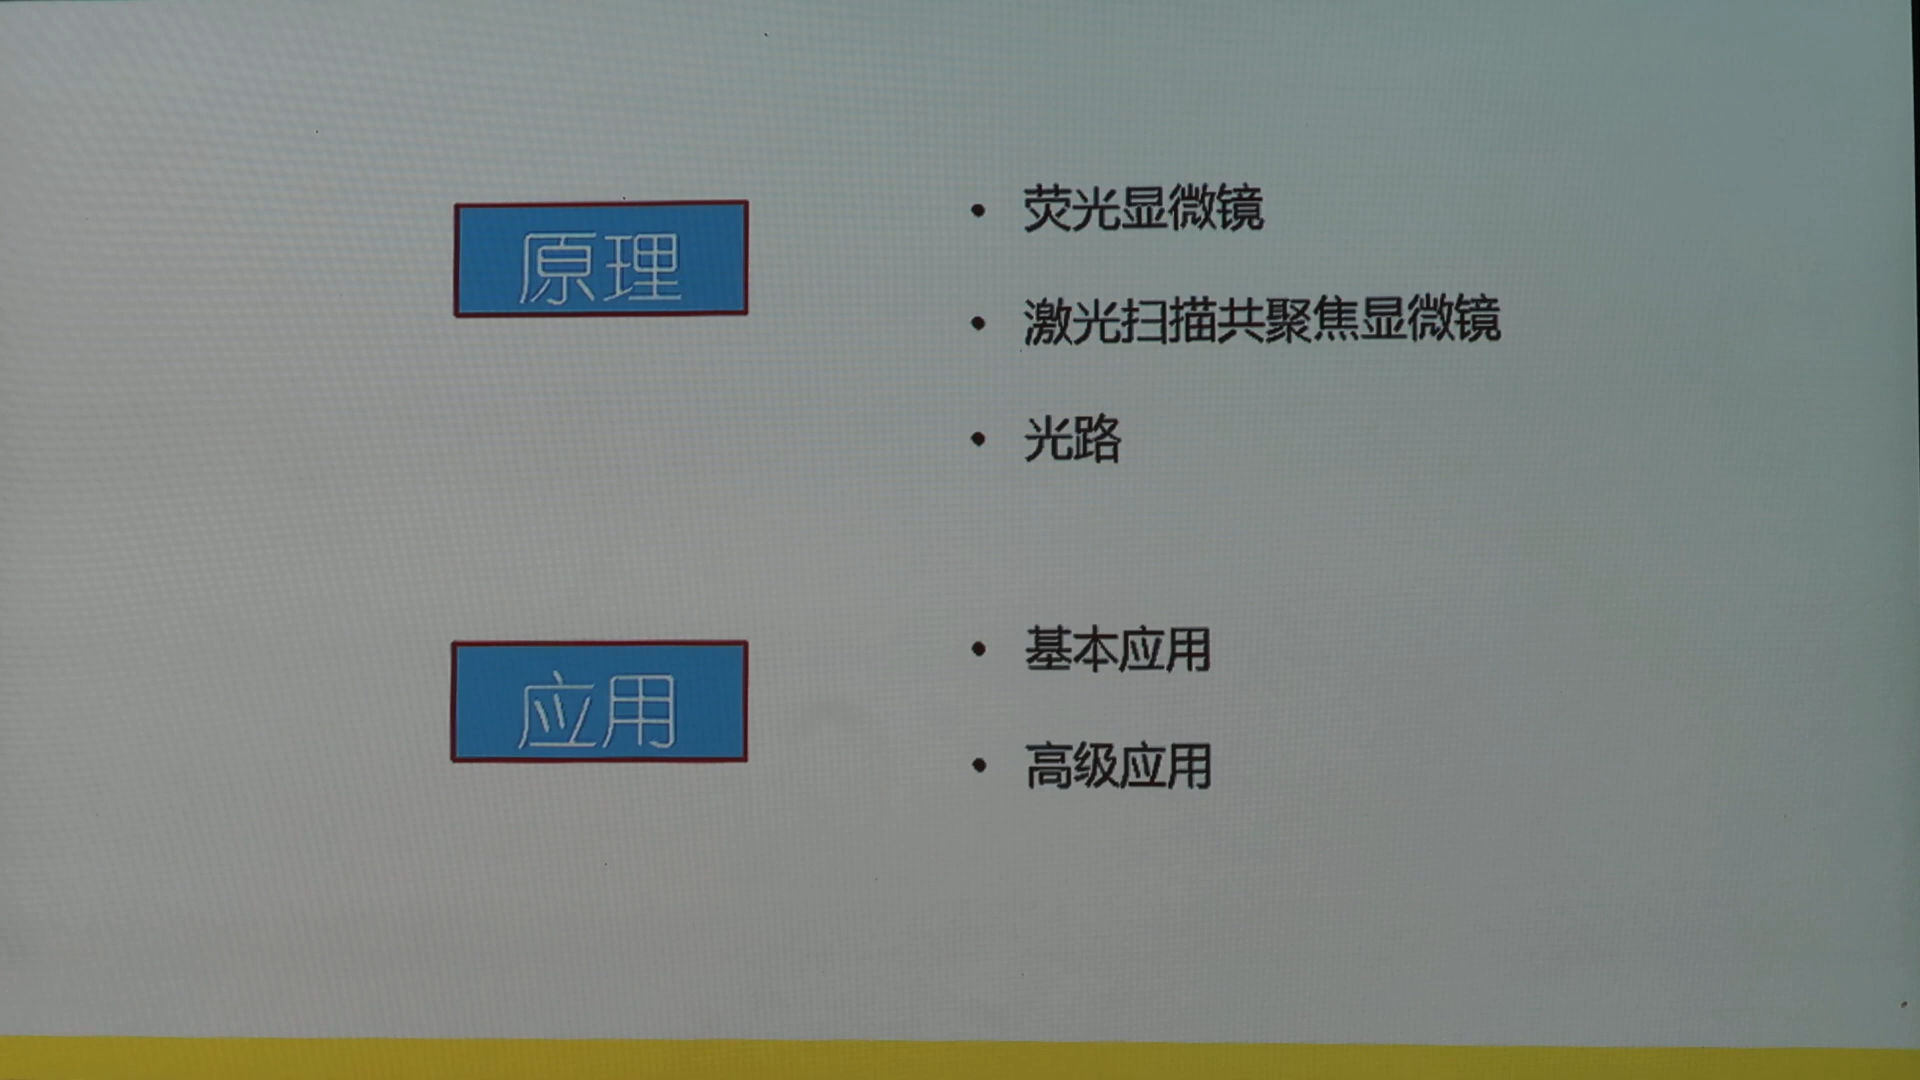 原理
• 荧光显微镜
• 激光扫描共聚焦显微镜
• 光路
应用
• 基本应用
• 高级应用